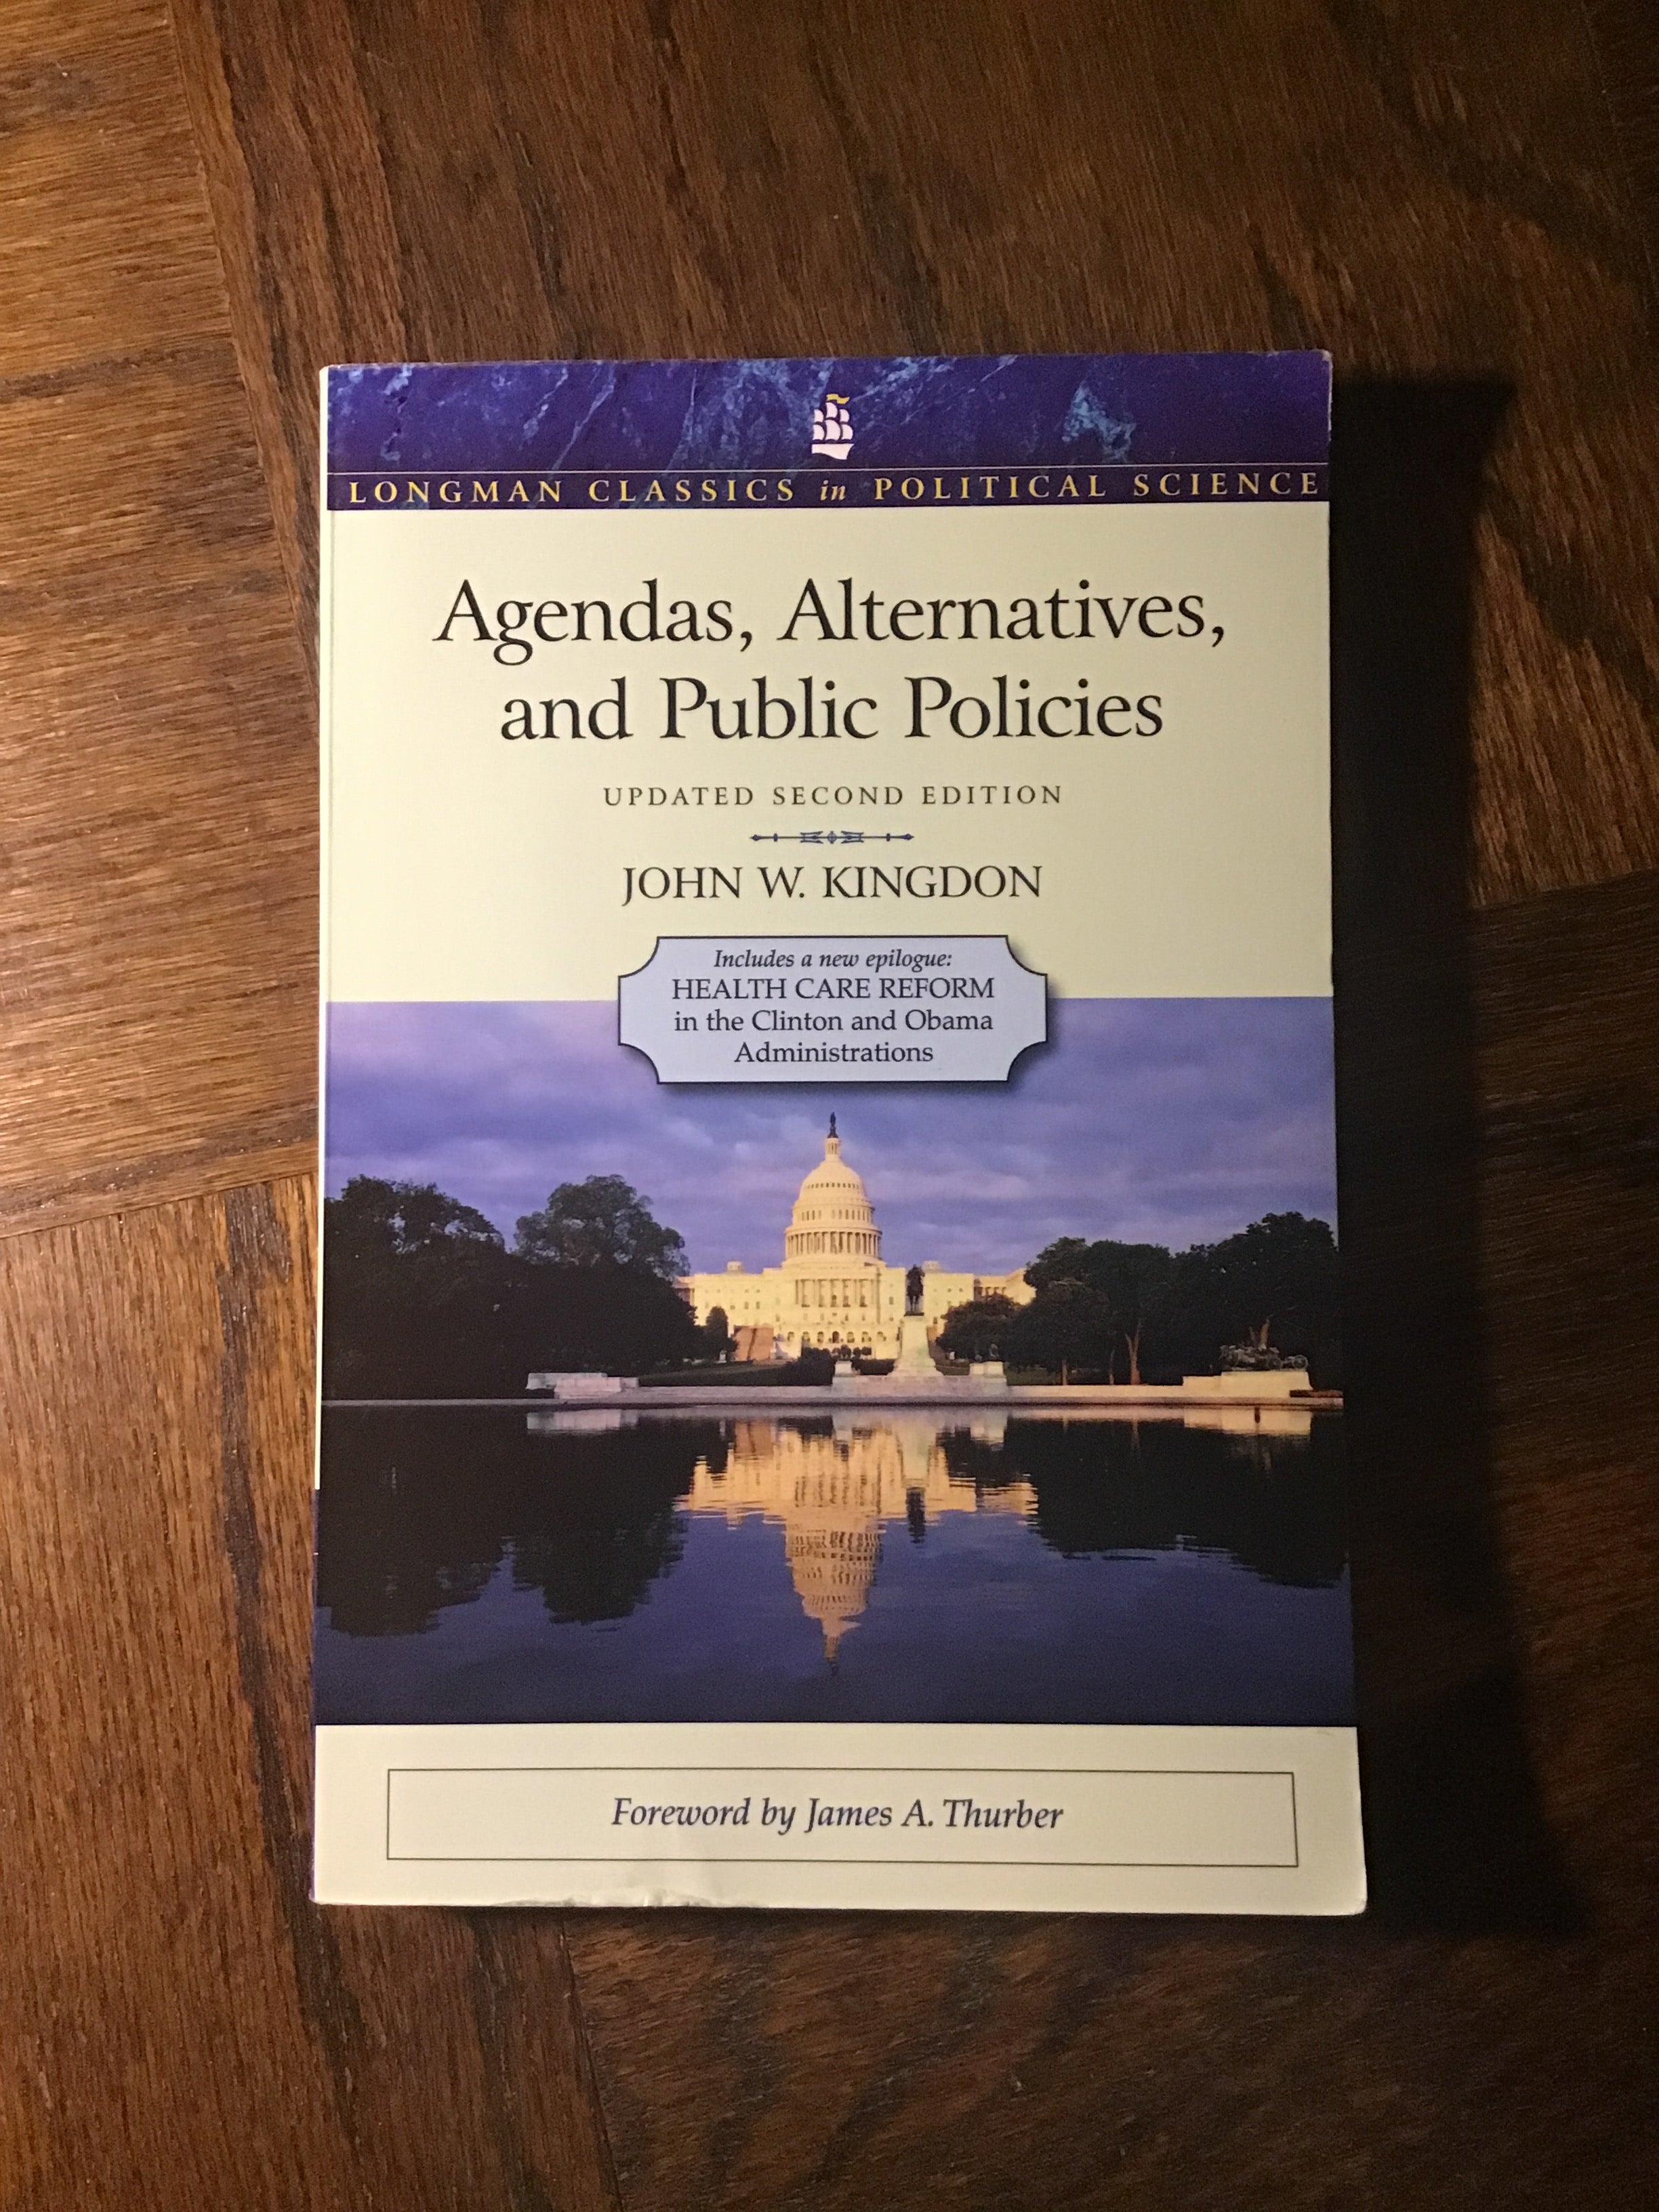 LONGMAN CLASSICS in POLITICAL SCIENCE
Agendas, Alternatives,
and Public Policies
UPDATED SECOND EDITION
JOHN W. KINGDON
Includes a new epilogue:
HEALTH CARE REFORM
in the Clinton and Obama
Administrations
Foreword by James A. Thurber